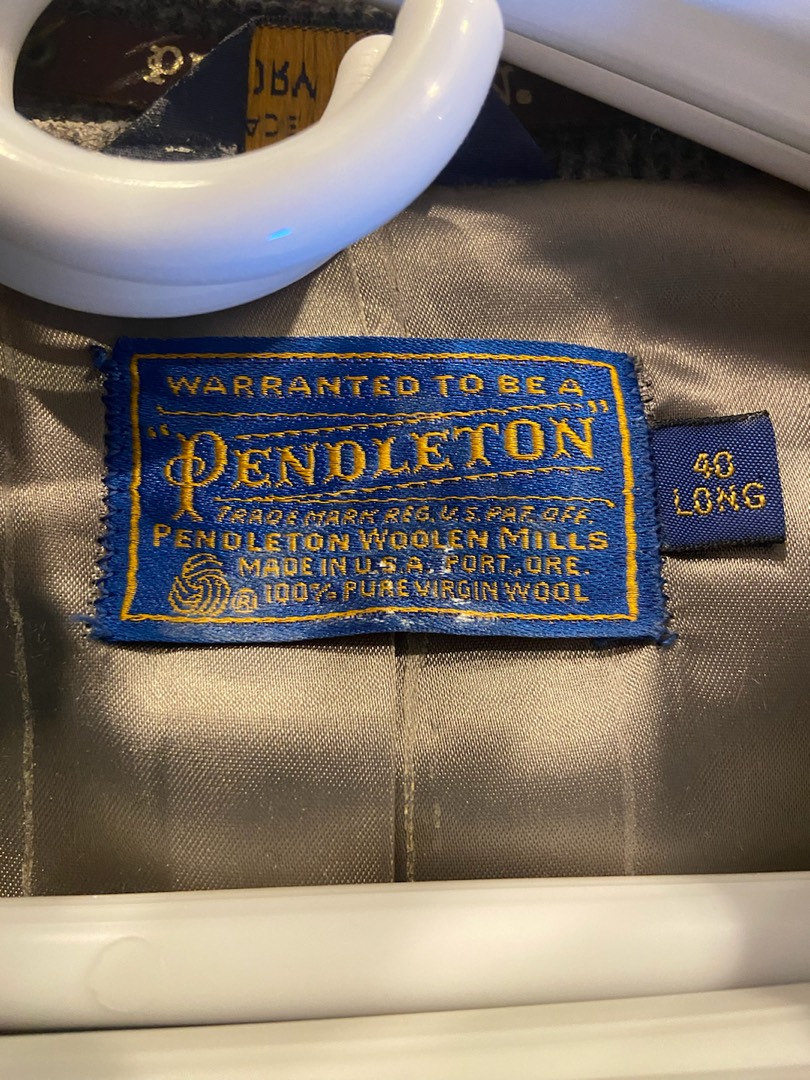 WARRANTED TO BE A
"PENDLETON"
TRADE MARK REG. U.S. PAT. OFF.
PENDLETON WOOLEN MILLS
MADE IN U.S.A. PORT., ORE.
® 100% PURE VIRGIN WOOL
40
LONG